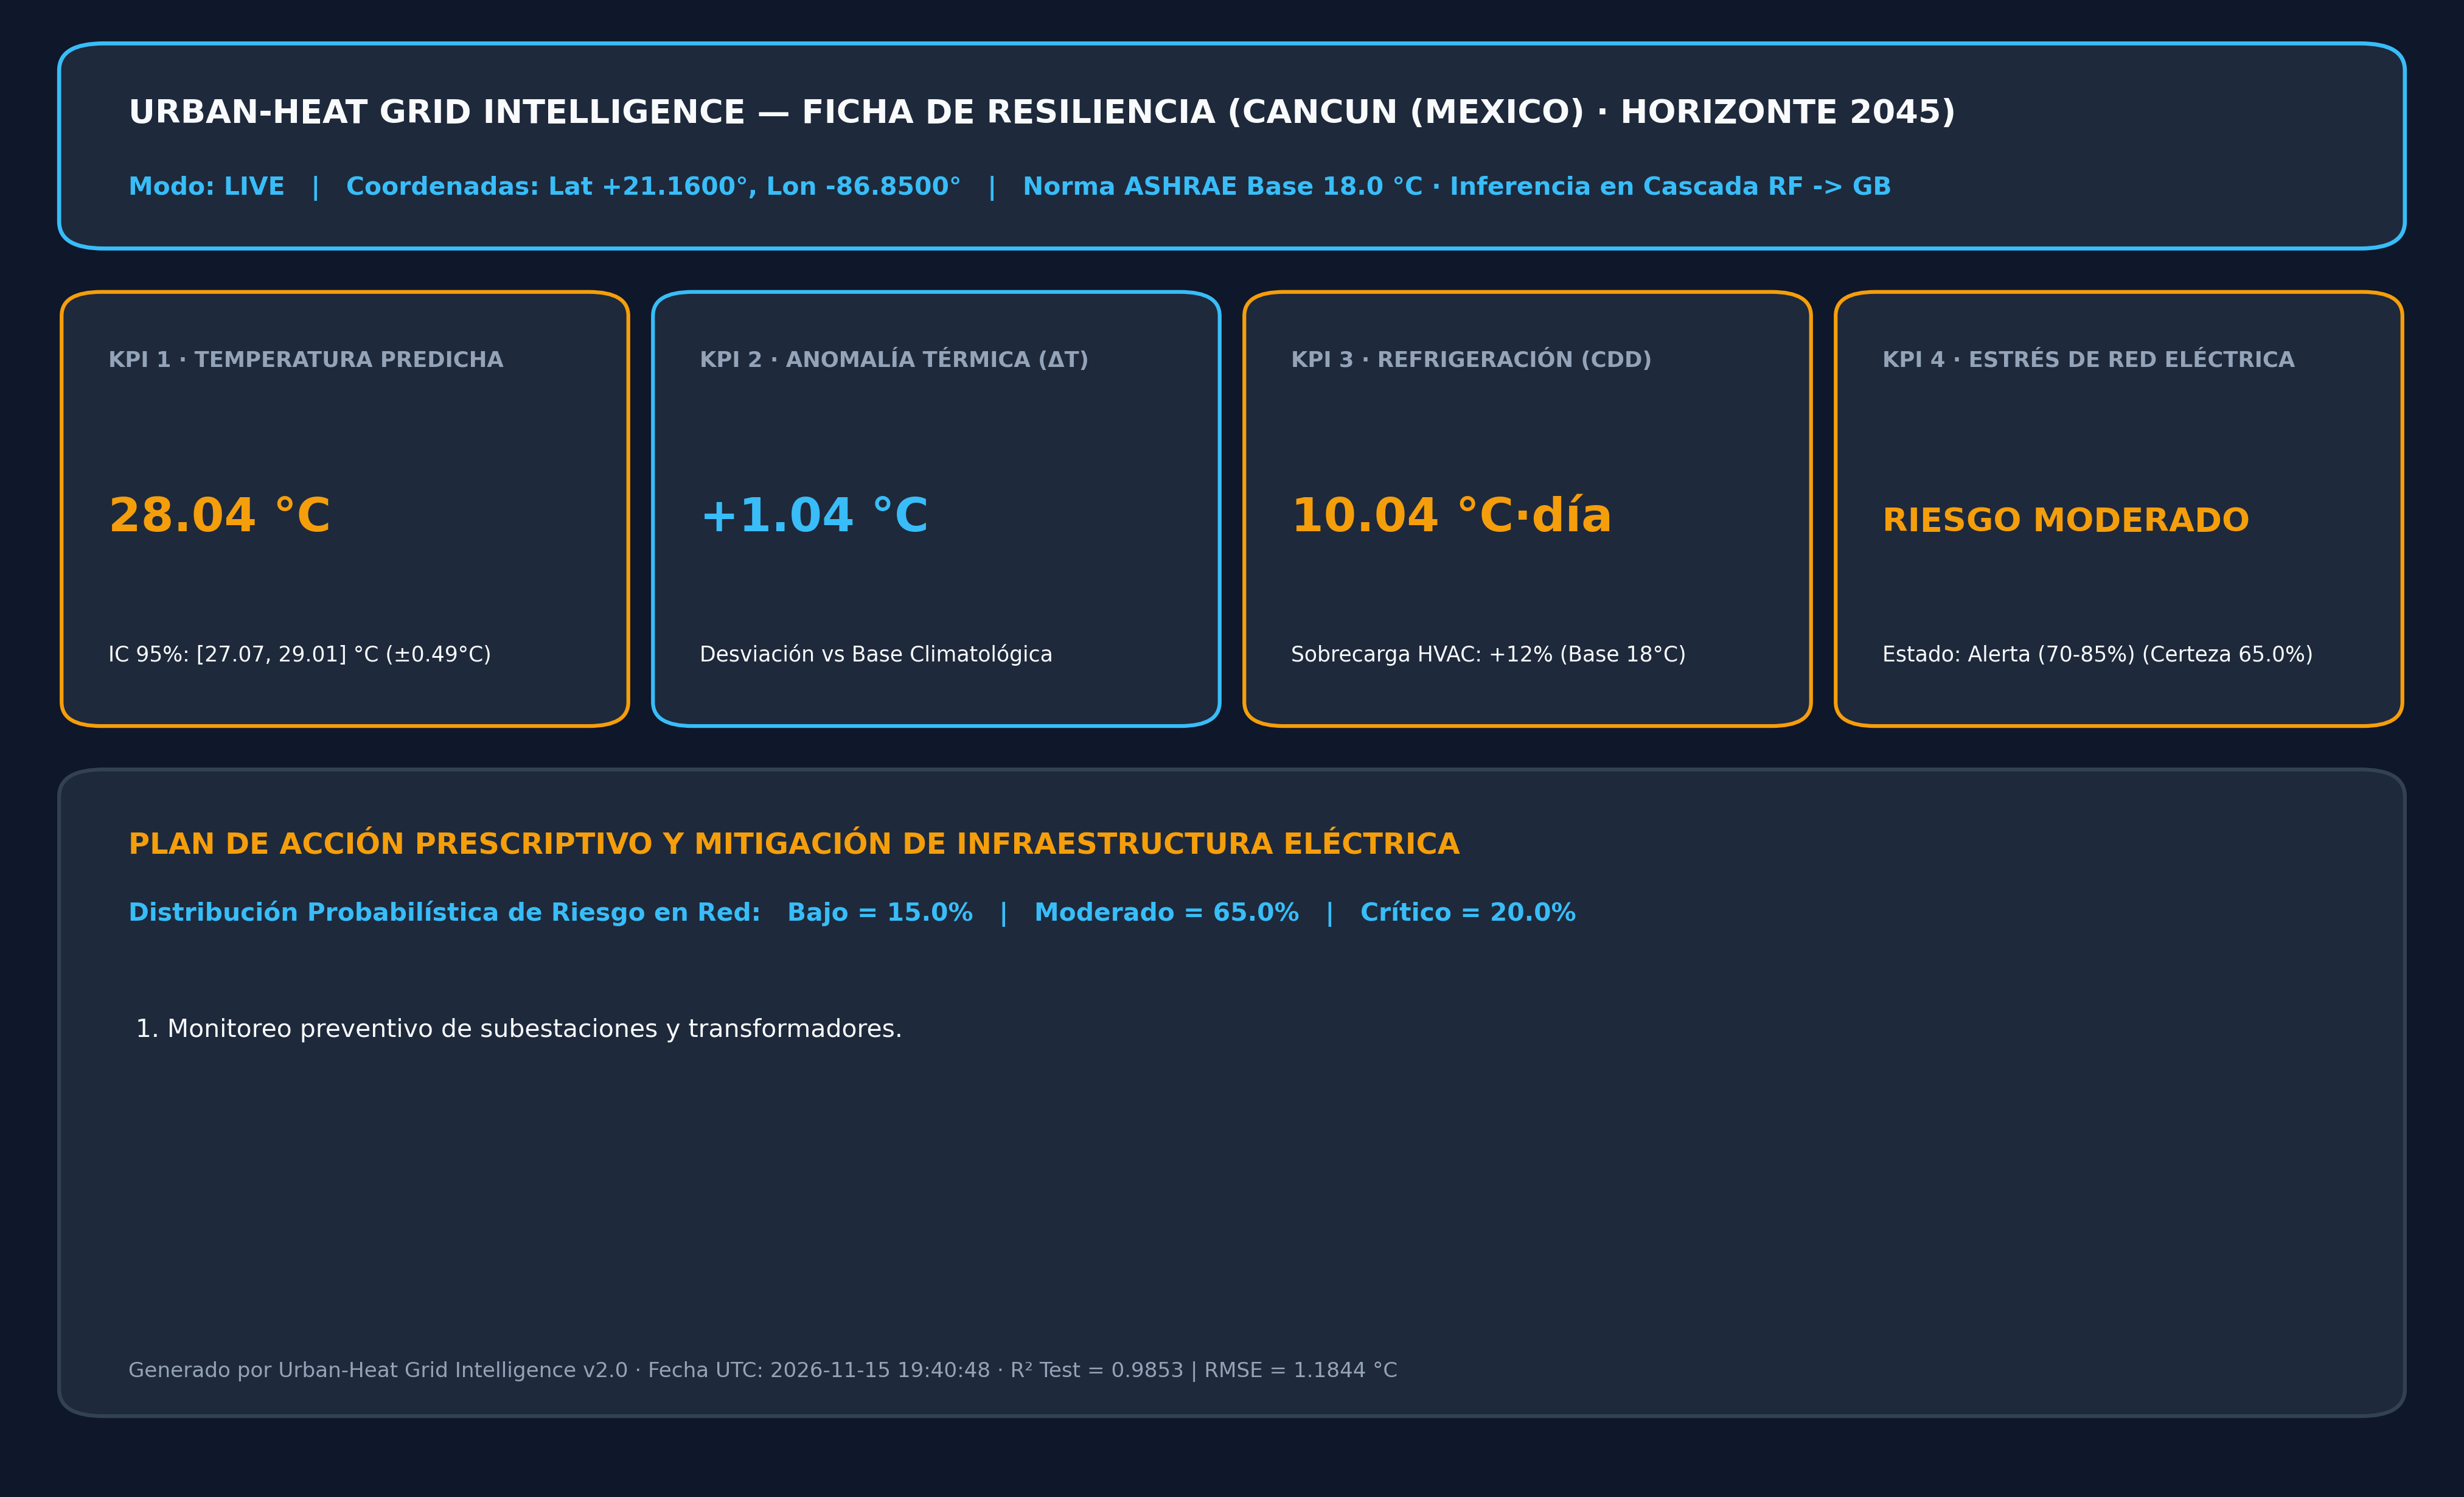 URBAN-HEAT GRID INTELLIGENCE — FICHA DE RESILIENCIA (CANCUN (MEXICO) · HORIZONTE 2045)
Modo: LIVE | Coordenadas: Lat +21.1600°, Lon -86.8500° | Norma ASHRAE Base 18.0 °C · Inferencia en Cascada RF -> GB
KPI 1 · TEMPERATURA PREDICHA
28.04 °C
IC 95%: [27.07, 29.01] °C (±0.49°C)
KPI 2 · ANOMALÍA TÉRMICA (ΔT)
+1.04 °C
Desviación vs Base Climatológica
KPI 3 · REFRIGERACIÓN (CDD)
10.04 °C·día
Sobrecarga HVAC: +12% (Base 18°C)
KPI 4 · ESTRÉS DE RED ELÉCTRICA
RIESGO MODERADO
Estado: Alerta (70-85%) (Certeza 65.0%)
PLAN DE ACCIÓN PRESCRIPTIVO Y MITIGACIÓN DE INFRAESTRUCTURA ELÉCTRICA
Distribución Probabilística de Riesgo en Red: Bajo = 15.0% | Moderado = 65.0% | Crítico = 20.0%
1. Monitoreo preventivo de subestaciones y transformadores.
Generado por Urban-Heat Grid Intelligence v2.0 · Fecha UTC: 2026-11-15 19:40:48 · R² Test = 0.9853 | RMSE = 1.1844 °C